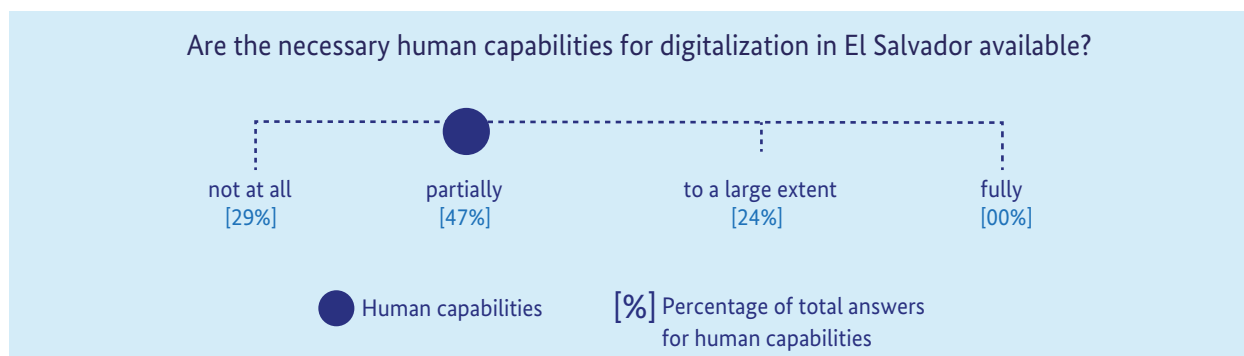 Are the necessary human capabilities for digitalization in El Salvador available?
not at all partially to a large extent fully
[29%] [47%] [24%] [00%]
Human capabilities [%] Percentage of total answers
for human capabilities